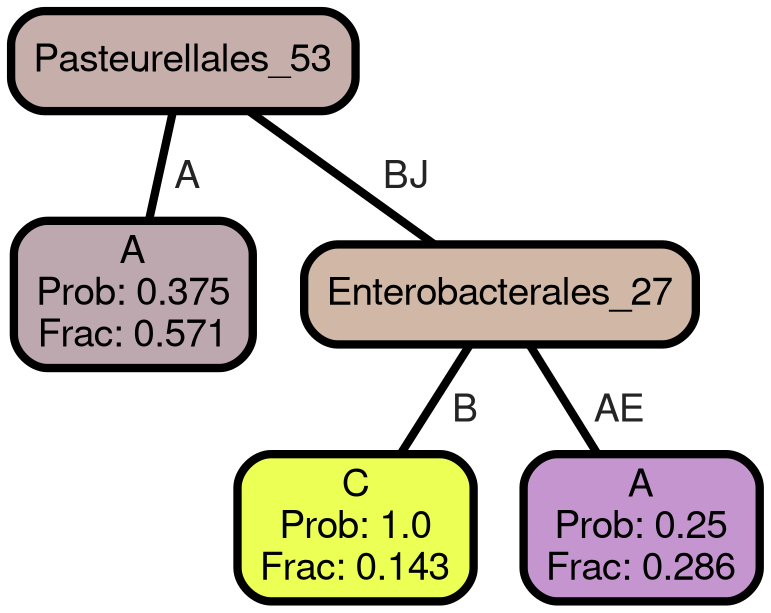 Pasteurellales_53
A
BJ
A
Prob: 0.375
Frac: 0.571
Enterobacterales_27
B
AE
C
Prob: 1.0
Frac: 0.143
A
Prob: 0.25
Frac: 0.286